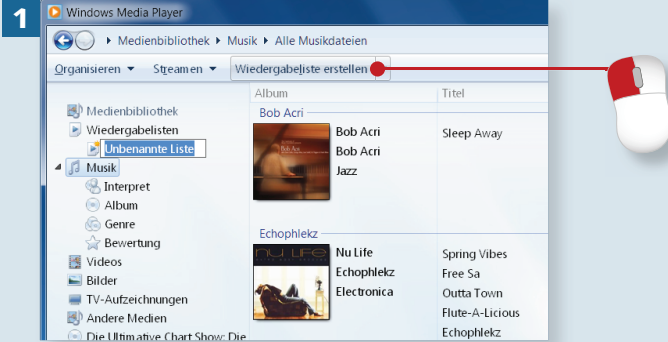 1
Windows Media Player
Medienbibliothek Musik Alle Musikdateien
Organisieren Streamen Wiedergabeliste erstellen
Album Titel
Medienbibliothek
Wiedergabelisten
Unbenannte Liste
Musik
Interpret
Album
Genre
Bewertung
Videos
Bilder
TV-Aufzeichnungen
Andere Medien
Die Ultimative Chart Show: Die
Bob Acri
Bob Acri
Bob Acri
Jazz
Sleep Away
Echophlekz
NU LIFE
Nu Life
Echophlekz
Electronica
Spring Vibes
Free Sa
Outta Town
Flute-A-Licious
Echophlekz